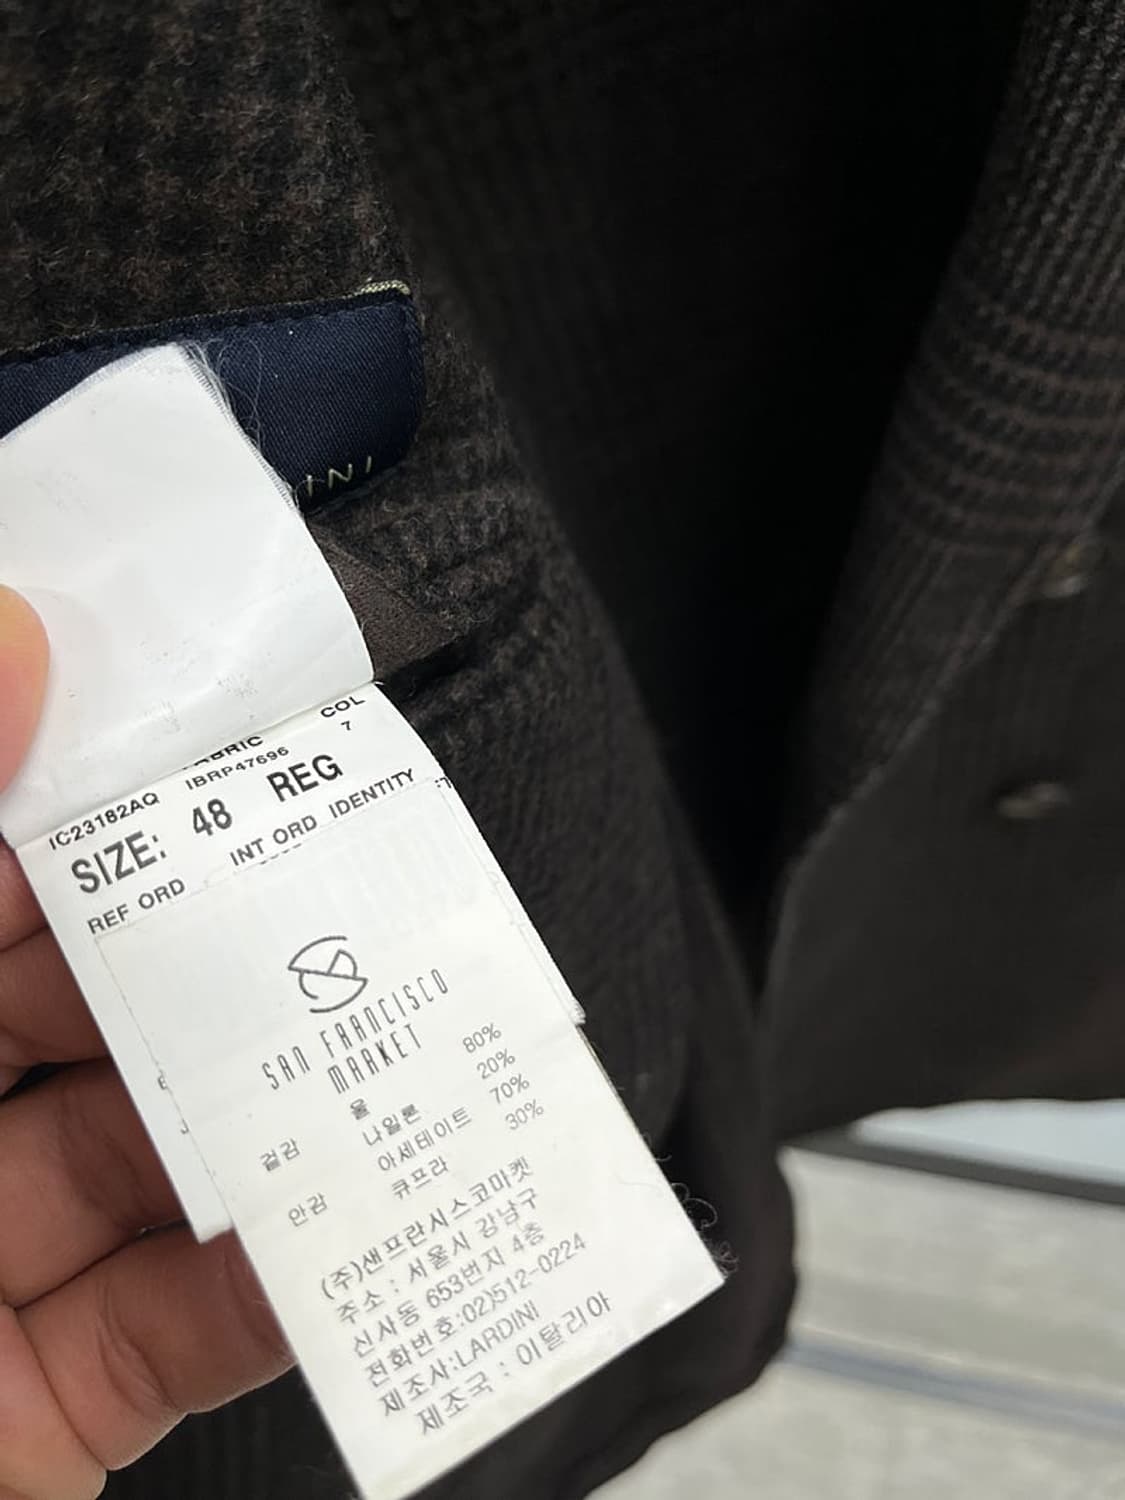 INI
FABRIC COL
IC23182AQ IBRP47696 7
SIZE: 48 REG
REF ORD INT ORD IDENTITY
SAN FRANCISCO
MARKET
겉감 울 80%
나일론 20%
안감 아세테이트 70%
큐프라 30%
(주)샌프란시스코마켓
주소 : 서울시 강남구
신사동 653번지 4층
전화번호:02)512-0224
제조사:LARDINI
제조국 : 이탈리아